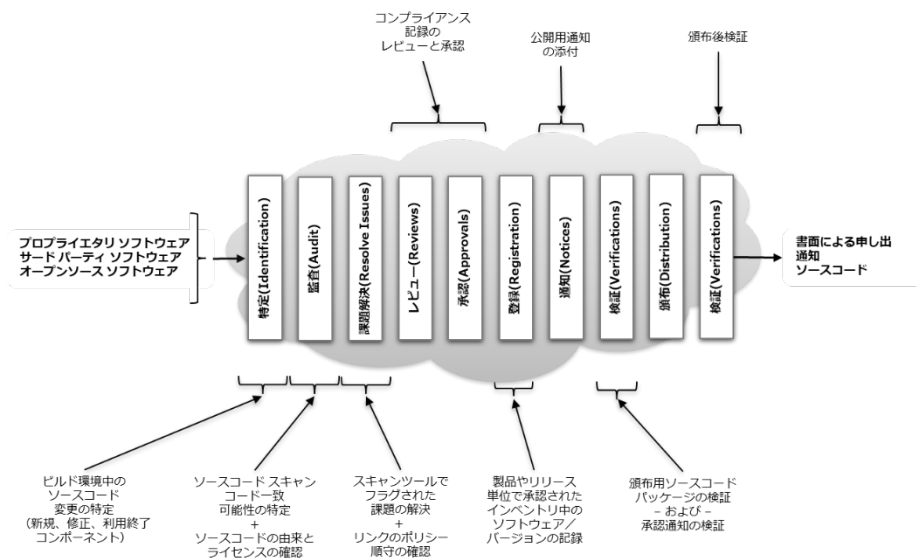 コンプライアンス
記録の
レビューと承認
公開用通知
の添付
頒布後検証
プロプライエタリ ソフトウェア
サード パーティ ソフトウェア
オープンソース ソフトウェア
特定(Identification)
監査(Audit)
課題解決(Resolve Issues)
レビュー(Reviews)
承認(Approvals)
登録(Registration)
通知(Notices)
検証(Verifications)
頒布(Distribution)
検証(Verifications)
書面による申し出
通知
ソースコード
ビルド環境中の
ソースコード
変更の特定
(新規、修正、利用終了
コンポーネント)
ソースコード スキャン
コード一致
可能性の特定
+
ソースコードの由来と
ライセンスの確認
スキャンツールで
フラグされた
課題の解決
+
リンクのポリシー
順守の確認
製品やリリース
単位で承認された
インベントリ中の
ソフトウェア/
バージョンの記録
頒布用ソースコード
パッケージの検証
– および –
承認通知の検証